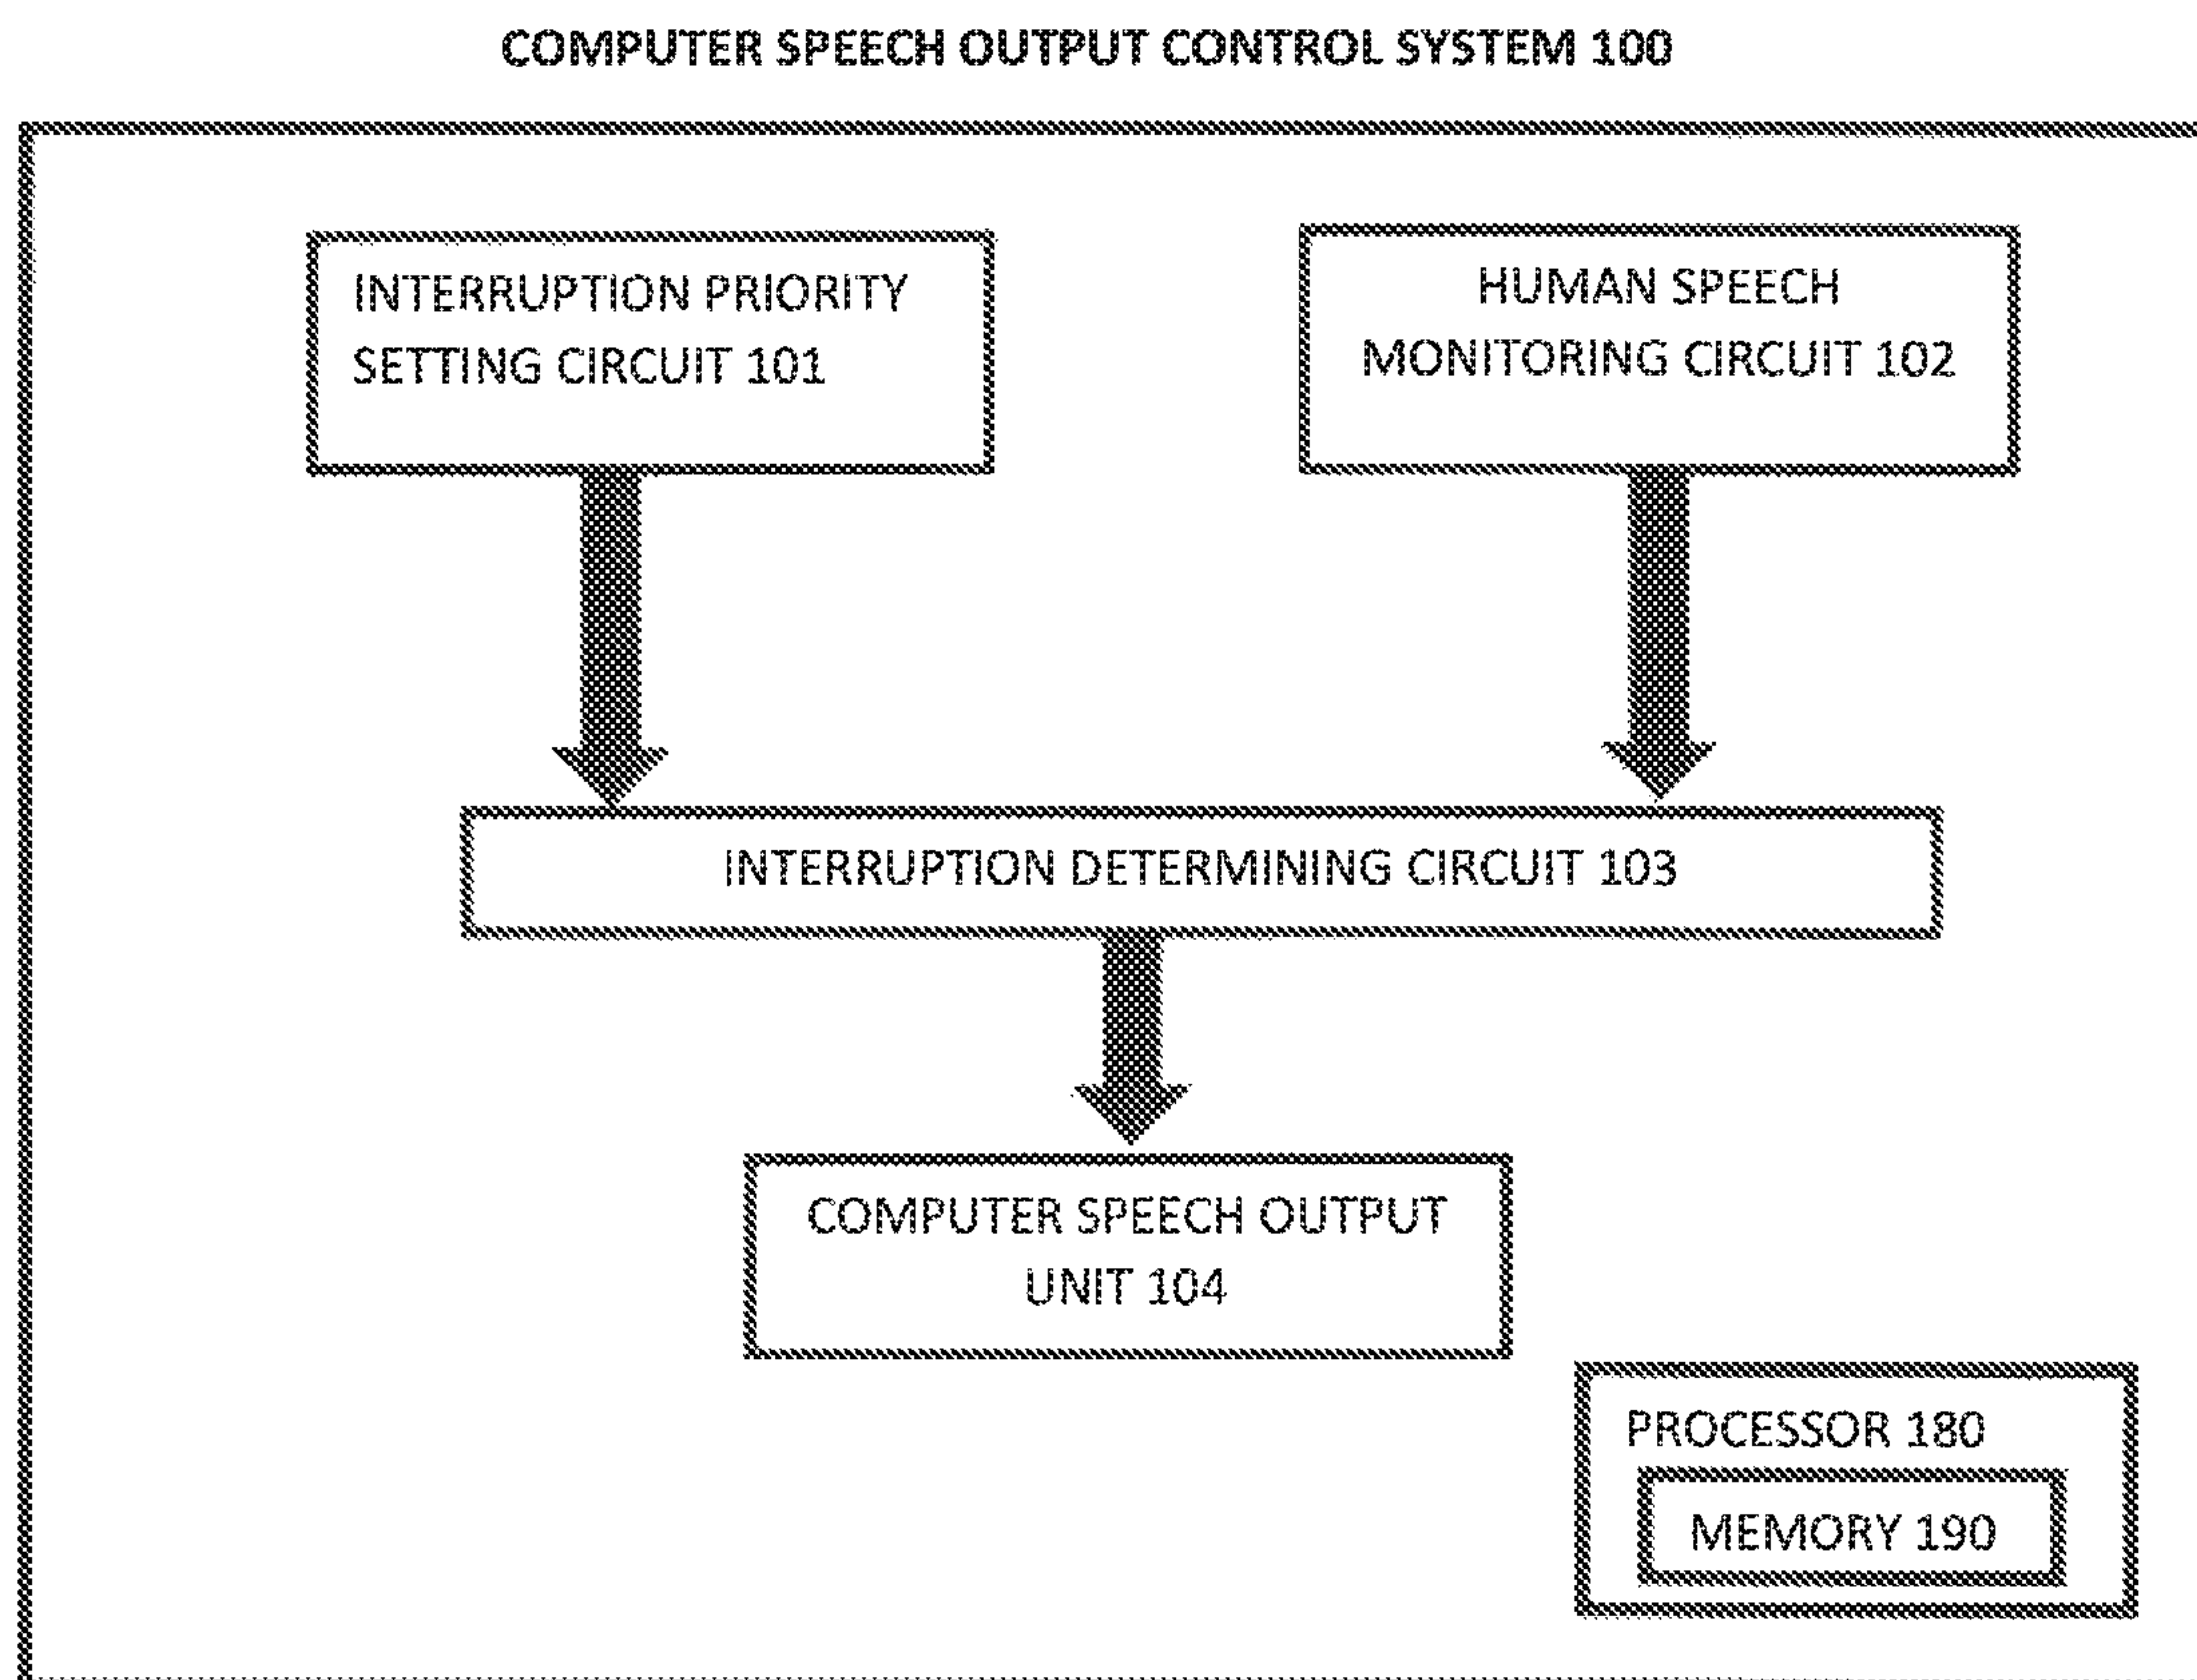 COMPUTER SPEECH OUTPUT CONTROL SYSTEM 100
INTERRUPTION PRIORITY
SETTING CIRCUIT 101
HUMAN SPEECH
MONITORING CIRCUIT 102
INTERRUPTION DETERMINING CIRCUIT 103
COMPUTER SPEECH OUTPUT
UNIT 104
PROCESSOR 180
MEMORY 190